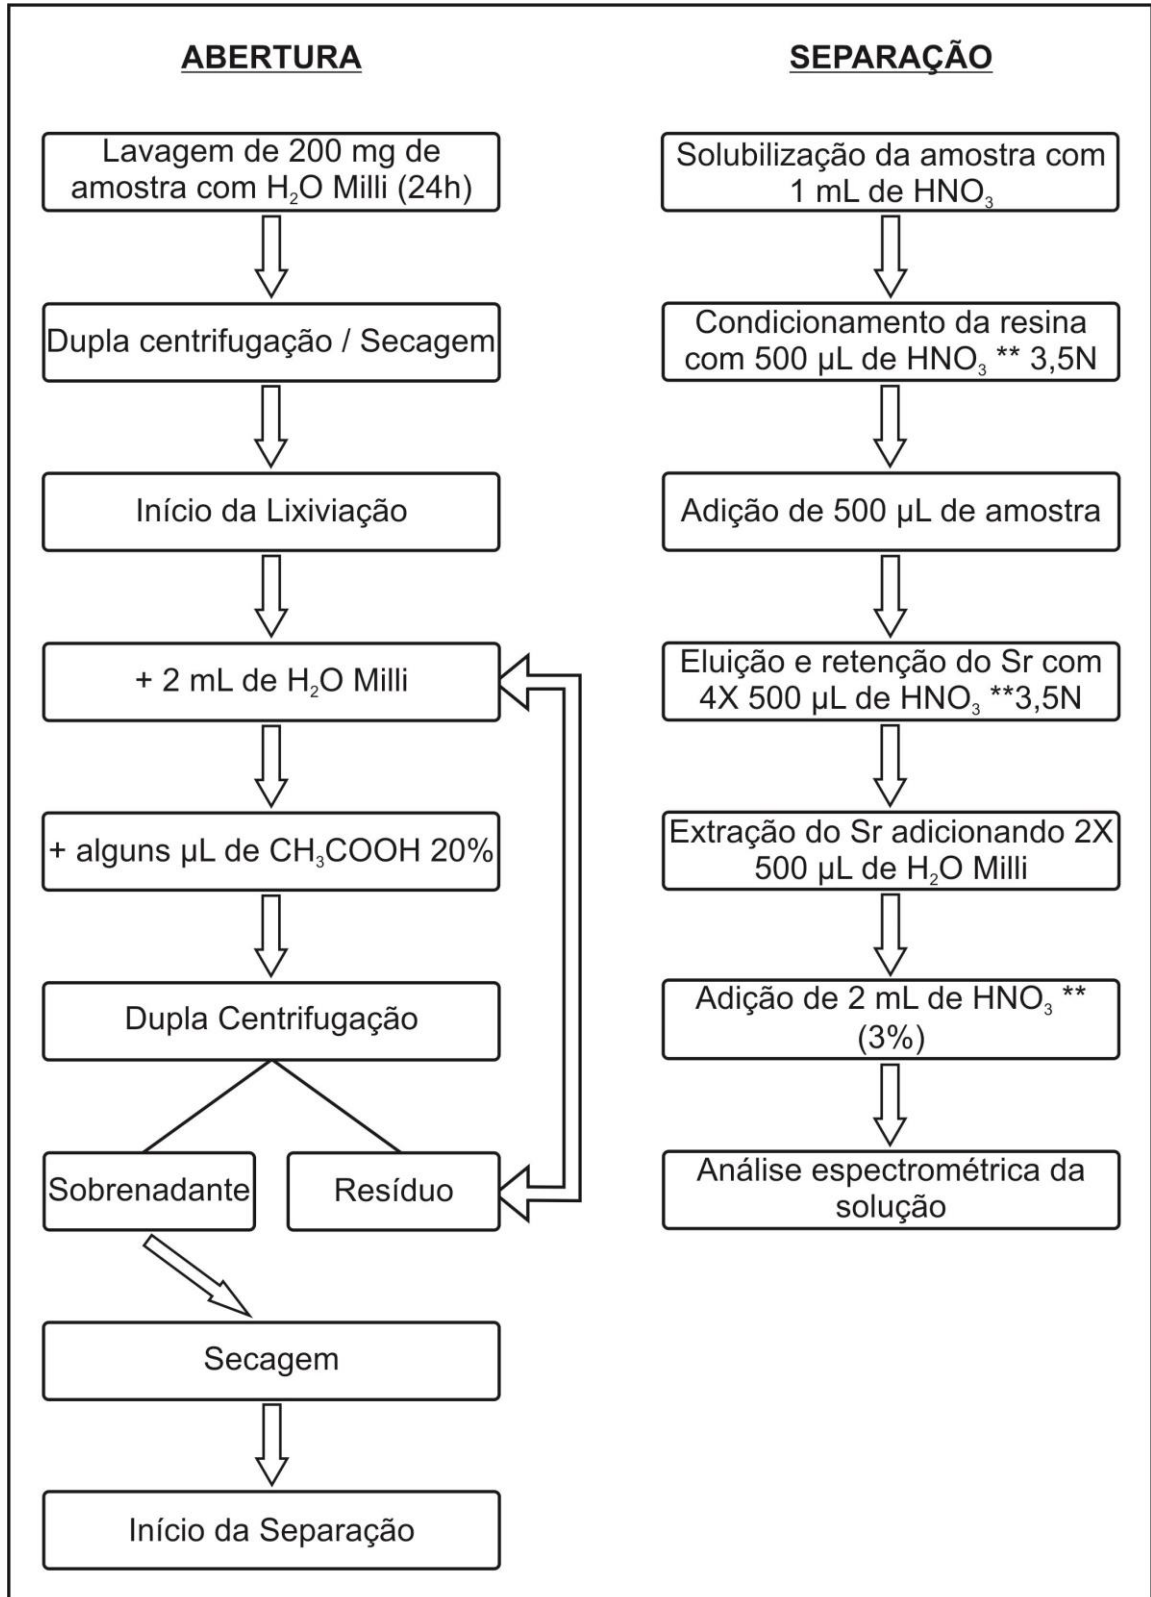 ABERTURA
Lavagem de 200 mg de
amostra com H₂O Milli (24h)
Dupla centrifugação / Secagem
Início da Lixiviação
+ 2 mL de H₂O Milli
+ alguns µL de CH₃COOH 20%
Dupla Centrifugação
Sobrenadante
Resíduo
Secagem
Início da Separação
SEPARAÇÃO
Solubilização da amostra com
1 mL de HNO₃
Condicionamento da resina
com 500 µL de HNO₃ ** 3,5N
Adição de 500 µL de amostra
Eluição e retenção do Sr com
4X 500 µL de HNO₃ **3,5N
Extração do Sr adicionando 2X
500 µL de H₂O Milli
Adição de 2 mL de HNO₃ **
(3%)
Análise espectrométrica da
solução